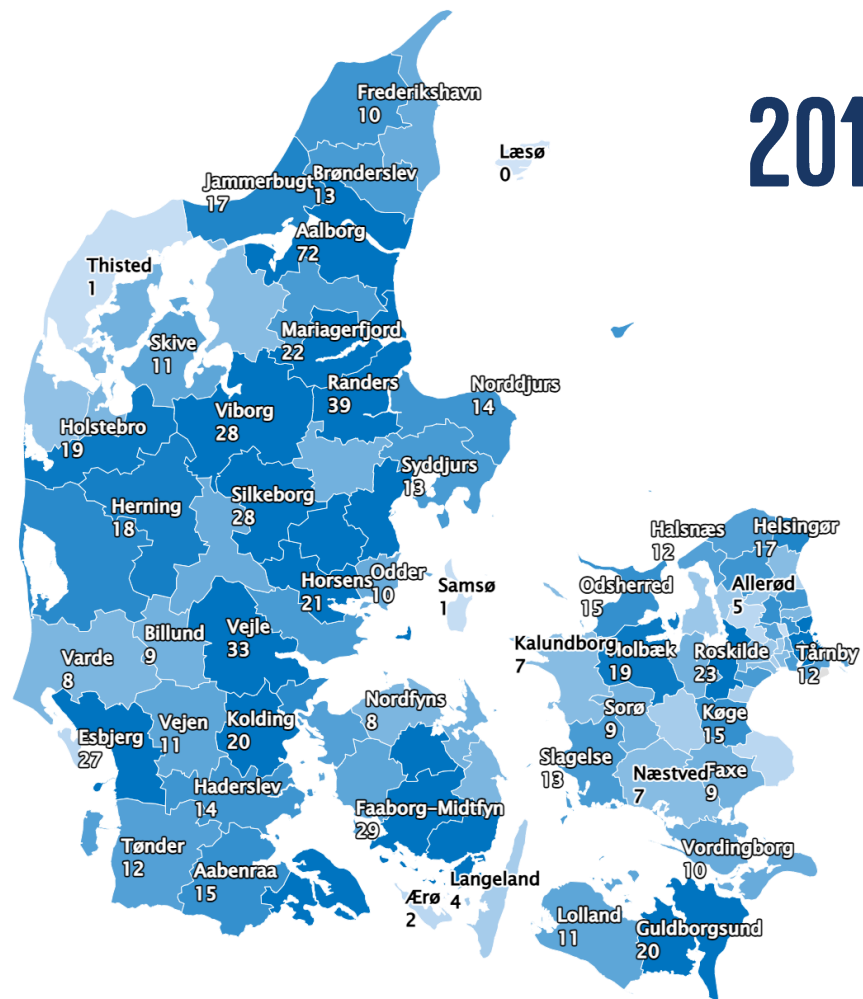 Frederikshavn
10
201
Læsø
0
Brønderslev
13
Jammerbugt
17
Aalborg
72
Thisted
1
Mariagerfjord
22
Skive
11
Randers
39
Norddjurs
14
Viborg
28
Holstebro
19
Syddjurs
13
Silkeborg
28
Herning
18
Halsnæs
12
Helsingør
17
Odder
10
Horsens
21
Samsø
1
Odsherred
15
Allerød
5
Billund
9
Vejle
33
Kalundborg
7
Holbæk
19
Roskilde
23
Tårnby
12
Varde
8
Nordfyns
8
Sorø
9
Køge
15
Esbjerg
27
Vejen
11
Kolding
20
Slagelse
13
Næstved
7
Faxe
9
Haderslev
14
Faaborg-Midtfyn
29
Tønder
12
Vordingborg
10
Aabenraa
15
Ærø
2
Langeland
4
Lolland
11
Guldborgsund
20